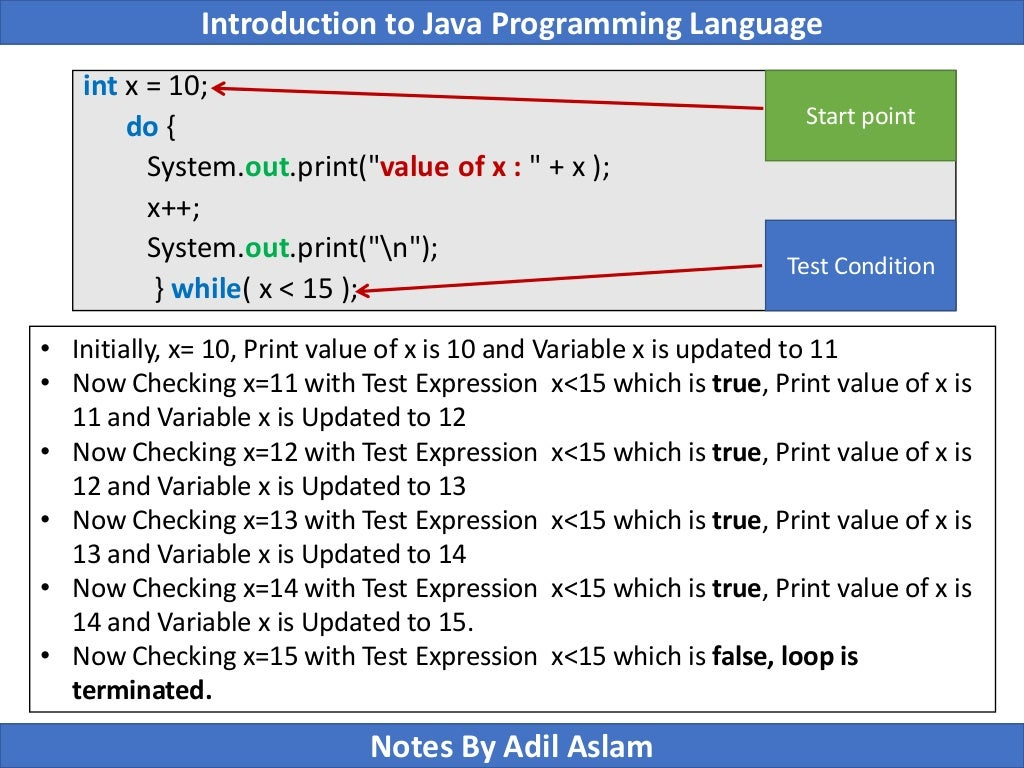 Introduction to Java Programming Language
int x = 10;
do {
System.out.print("value of x : " + x );
x++;
System.out.print("\n");
} while( x < 15 );
Start point
Test Condition
• Initially, x= 10, Print value of x is 10 and Variable x is updated to 11
• Now Checking x=11 with Test Expression  x<15 which is true, Print value of x is
11 and Variable x is Updated to 12
• Now Checking x=12 with Test Expression  x<15 which is true, Print value of x is
12 and Variable x is Updated to 13
• Now Checking x=13 with Test Expression  x<15 which is true, Print value of x is
13 and Variable x is Updated to 14
• Now Checking x=14 with Test Expression  x<15 which is true, Print value of x is
14 and Variable x is Updated to 15.
• Now Checking x=15 with Test Expression  x<15 which is false, loop is
terminated.
Notes By Adil Aslam